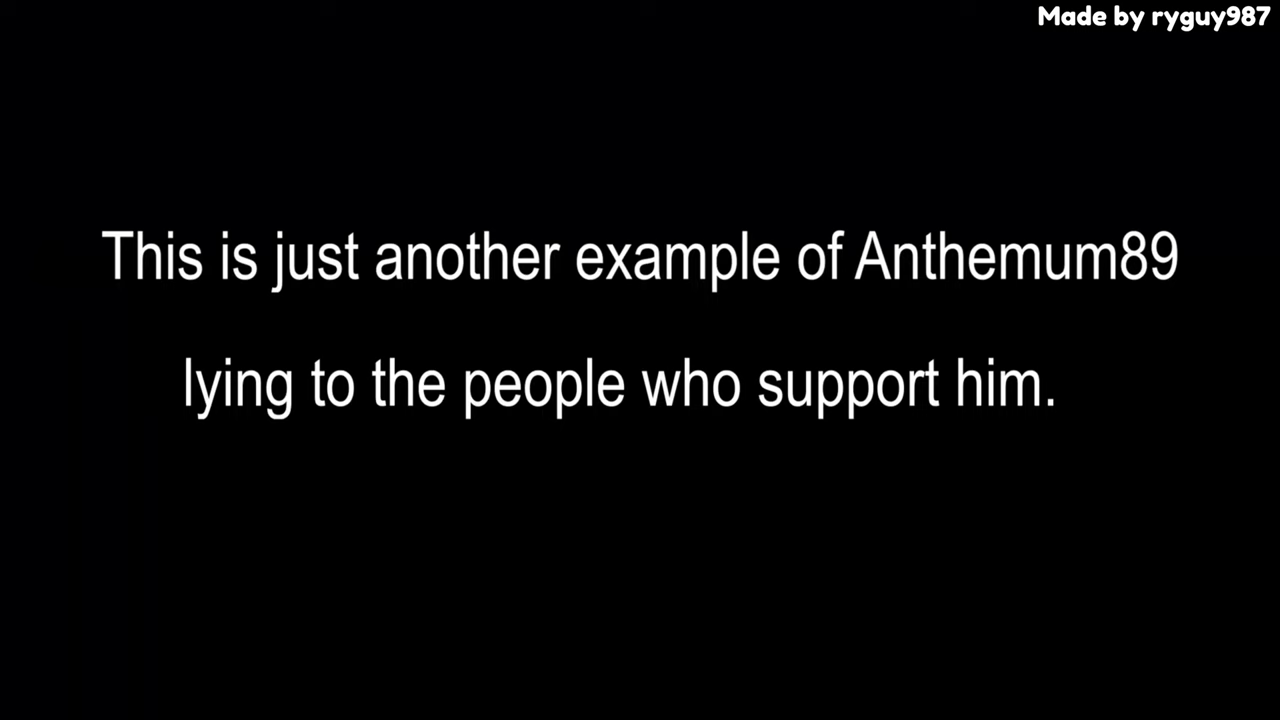 Made by ryguy987
This is just another example of Anthemum89
lying to the people who support him.